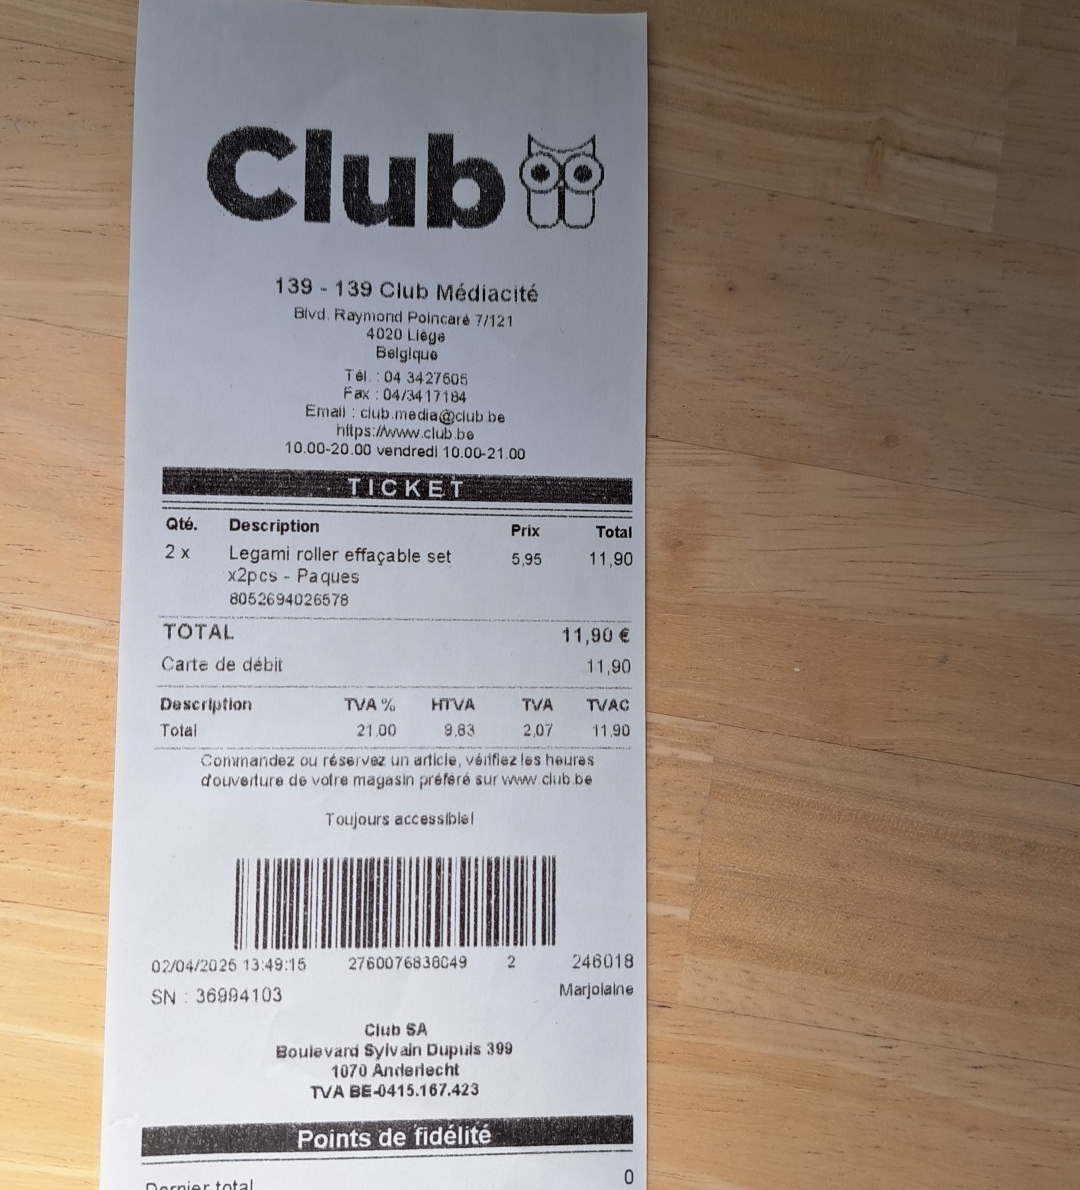 Club
139 - 139 Club Médiacité
Blvd. Raymond Poincaré 7/121
4020 Liège
Belgique
Tél. : 04 3427505
Fax : 04/3417184
Email : club.media@club.be
https://www.club.be
10.00-20.00 vendredi 10.00-21.00
TICKET
Qté. Description Prix Total
2 x Legami roller effaçable set 5,95 11,90
x2pcs - Paques
8052694026578
TOTAL 11,90 €
Carte de débit 11,90
Description TVA % HTVA TVA TVAC
Total 21,00 9,83 2,07 11,90
Commandez ou réservez un article, vérifiez les heures
d'ouverture de votre magasin préféré sur www.club.be
Toujours accessible!
02/04/2025 13:49:15 2760076838049 2 246018
SN : 36994103 Marjolaine
Club SA
Boulevard Sylvain Dupuis 399
1070 Anderlecht
TVA BE-0415.167.423
Points de fidélité
Dernier total 0